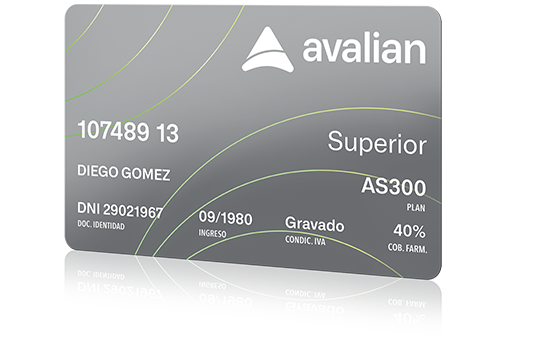 avalian
107489 13
Superior
DIEGO GOMEZ
AS300
PLAN
DNI 29021967
DOC. IDENTIDAD
09/1980
INGRESO
Gravado
CONDIC. IVA
40%
COB. FARM.